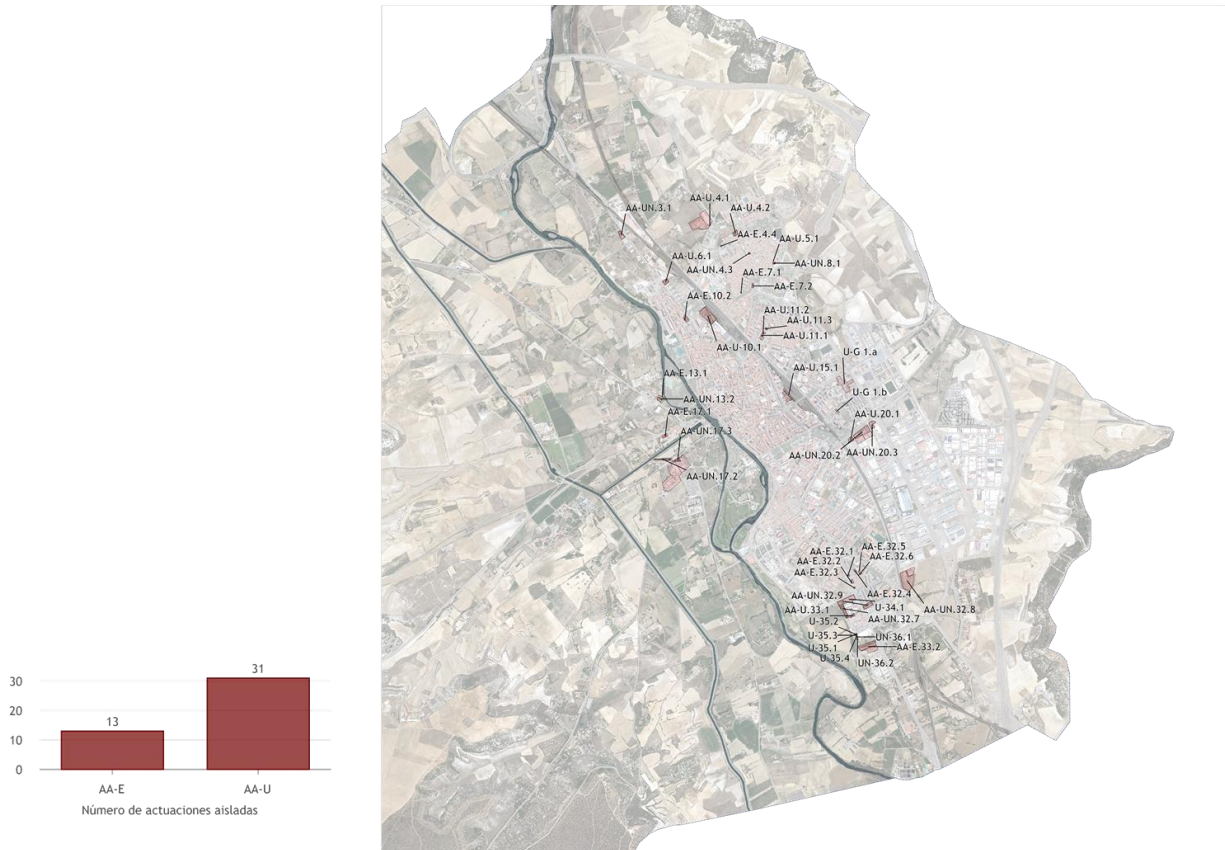 AA-U.4.1
AA-UN.3.1
AA-U.4.2
AA-E.4.4
AA-U.5.1
AA-U.6.1
AA-UN.8.1
AA-UN.4.3
AA-E.7.1
AA-E.7.2
AA-E.10.2
AA-U.11.2
AA-U.11.3
AA-U.11.1
AA-U-10.1
U-G 1.a
AA-U.15.1
AA-E.13.1
U-G 1.b
AA-UN.13.2
AA-E.17.1
AA-U.20.1
AA-UN.17.3
AA-UN.20.3
AA-UN.20.2
AA-UN.17.2
AA-E.32.5
AA-E.32.1
AA-E.32.6
AA-E.32.2
AA-E.32.3
AA-E.32.4
AA-UN.32.9
U-34.1
AA-U.33.1
AA-UN.32.8
AA-UN.32.7
U-35.2
U-35.3
UN-36.1
AA-E.33.2
U-35.1
U-35.4
UN-36.2
30
20
10
0
13
31
AA-E
AA-U
Número de actuaciones aisladas